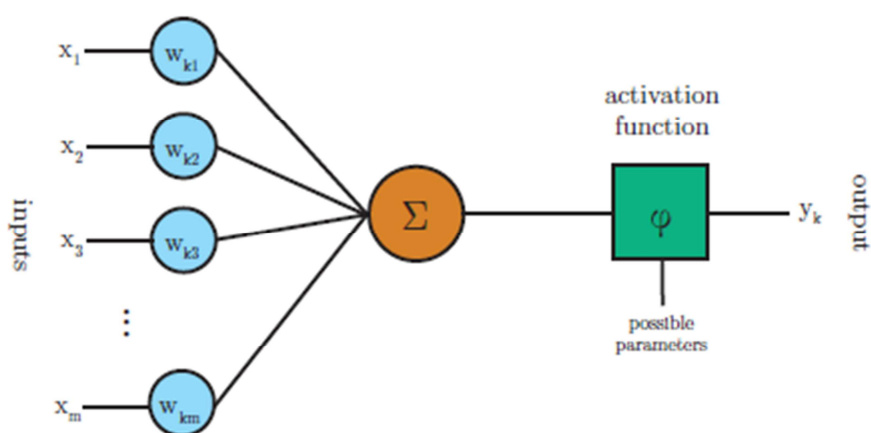 inputs
x1
wk1
x2
wk2
x3
wk3
⋮
xm
wkm
Σ
activation
function
φ
possible
parameters
yk
output